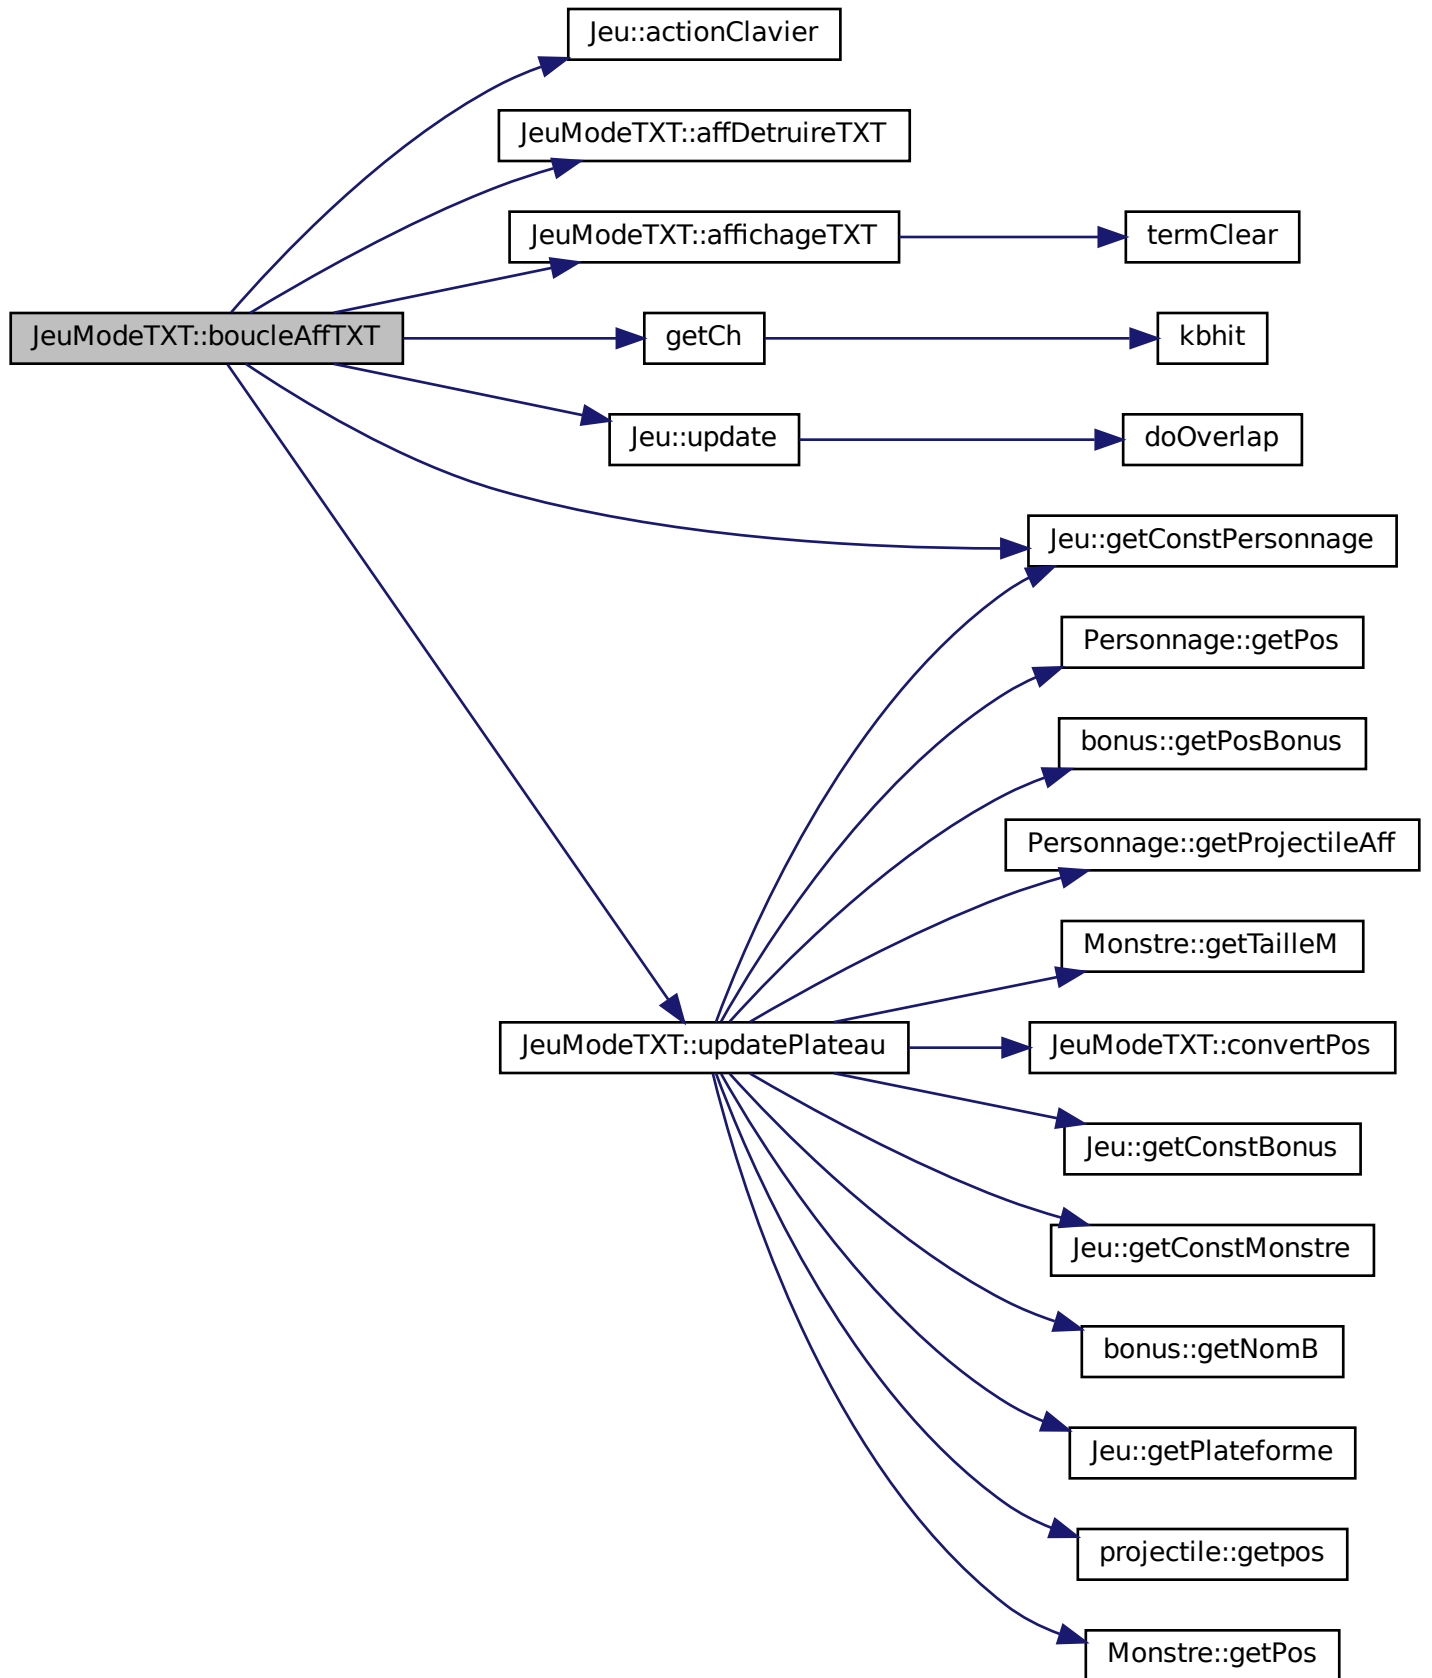 Jeu::actionClavier
JeuModeTXT::affDetruireTXT
JeuModeTXT::affichageTXT
termClear
JeuModeTXT::boucleAffTXT
getCh
kbhit
Jeu::update
doOverlap
Jeu::getConstPersonnage
Personnage::getPos
bonus::getPosBonus
Personnage::getProjectileAff
Monstre::getTailleM
JeuModeTXT::updatePlateau
JeuModeTXT::convertPos
Jeu::getConstBonus
Jeu::getConstMonstre
bonus::getNomB
Jeu::getPlateforme
projectile::getpos
Monstre::getPos